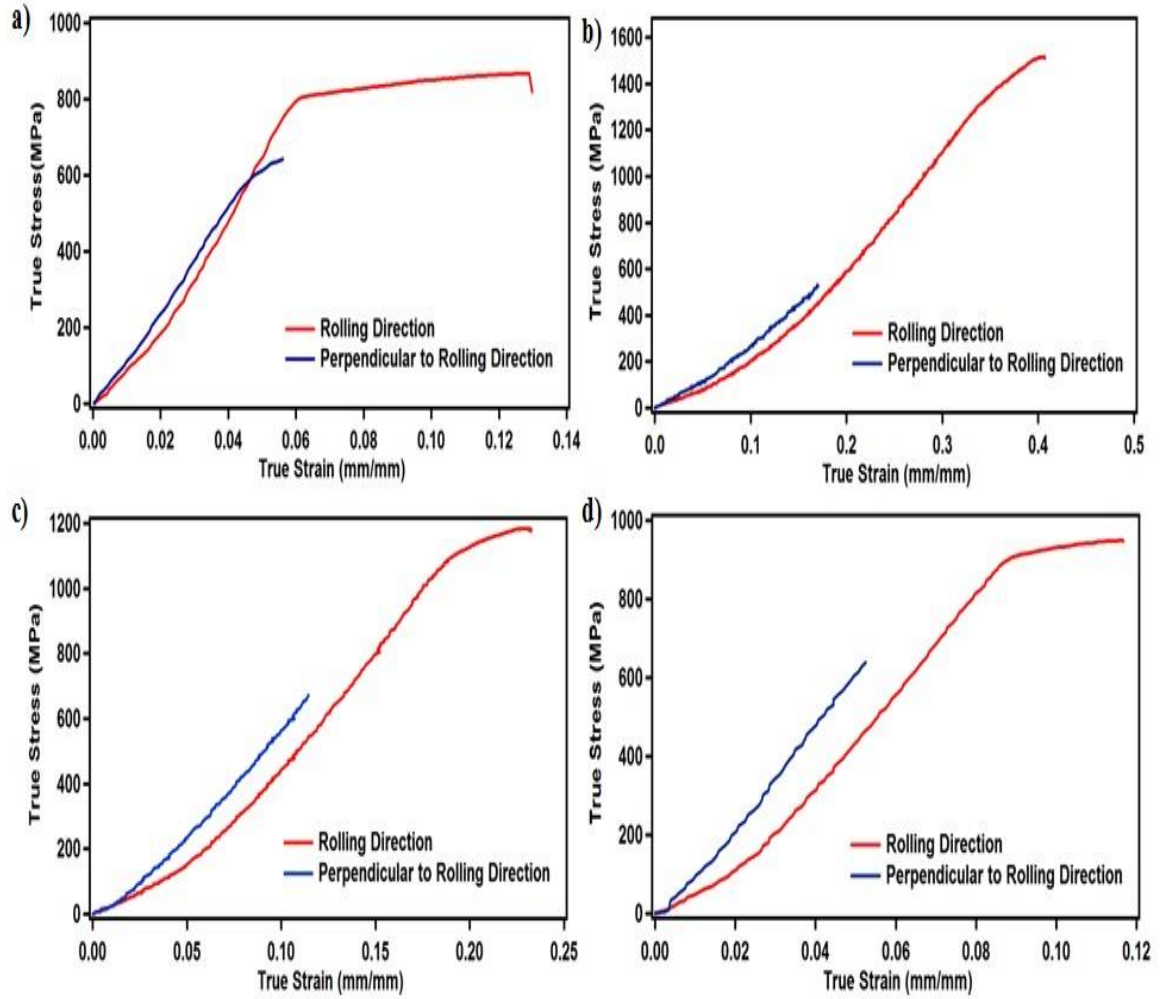 a)
1000
800
600
400
200
0
True Stress(MPa)
Rolling Direction
Perpendicular to Rolling Direction
0.00 0.02 0.04 0.06 0.08 0.10 0.12 0.14
True Strain (mm/mm)
b)
1600
1400
1200
1000
800
600
400
200
0
True Stress (MPa)
Rolling Direction
Perpendicular to Rolling Direction
0.0 0.1 0.2 0.3 0.4 0.5
True Strain (mm/mm)
c)
1200
1000
800
600
400
200
0
True Stress (MPa)
Rolling Direction
Perpendicular to Rolling Direction
0.00 0.05 0.10 0.15 0.20 0.25
True Strain (mm/mm)
d)
1000
800
600
400
200
0
True Stress (MPa)
Rolling Direction
Perpendicular to Rolling Direction
0.00 0.02 0.04 0.06 0.08 0.10 0.12
True Strain (mm/mm)